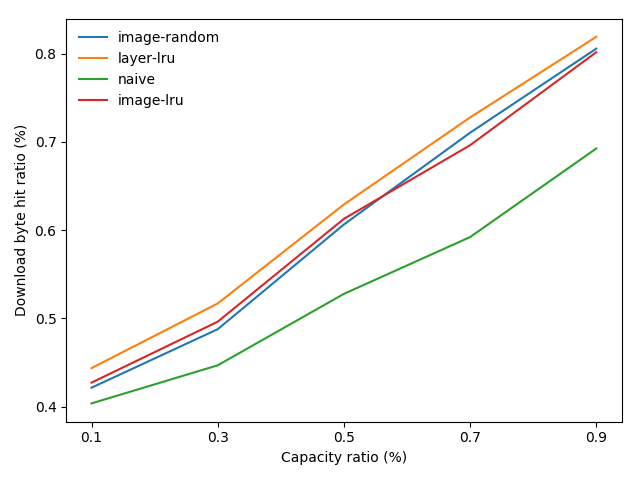 image-random
layer-lru
naive
image-lru
Download byte hit ratio (%)
0.8
0.7
0.6
0.5
0.4
0.1 0.3 0.5 0.7 0.9
Capacity ratio (%)